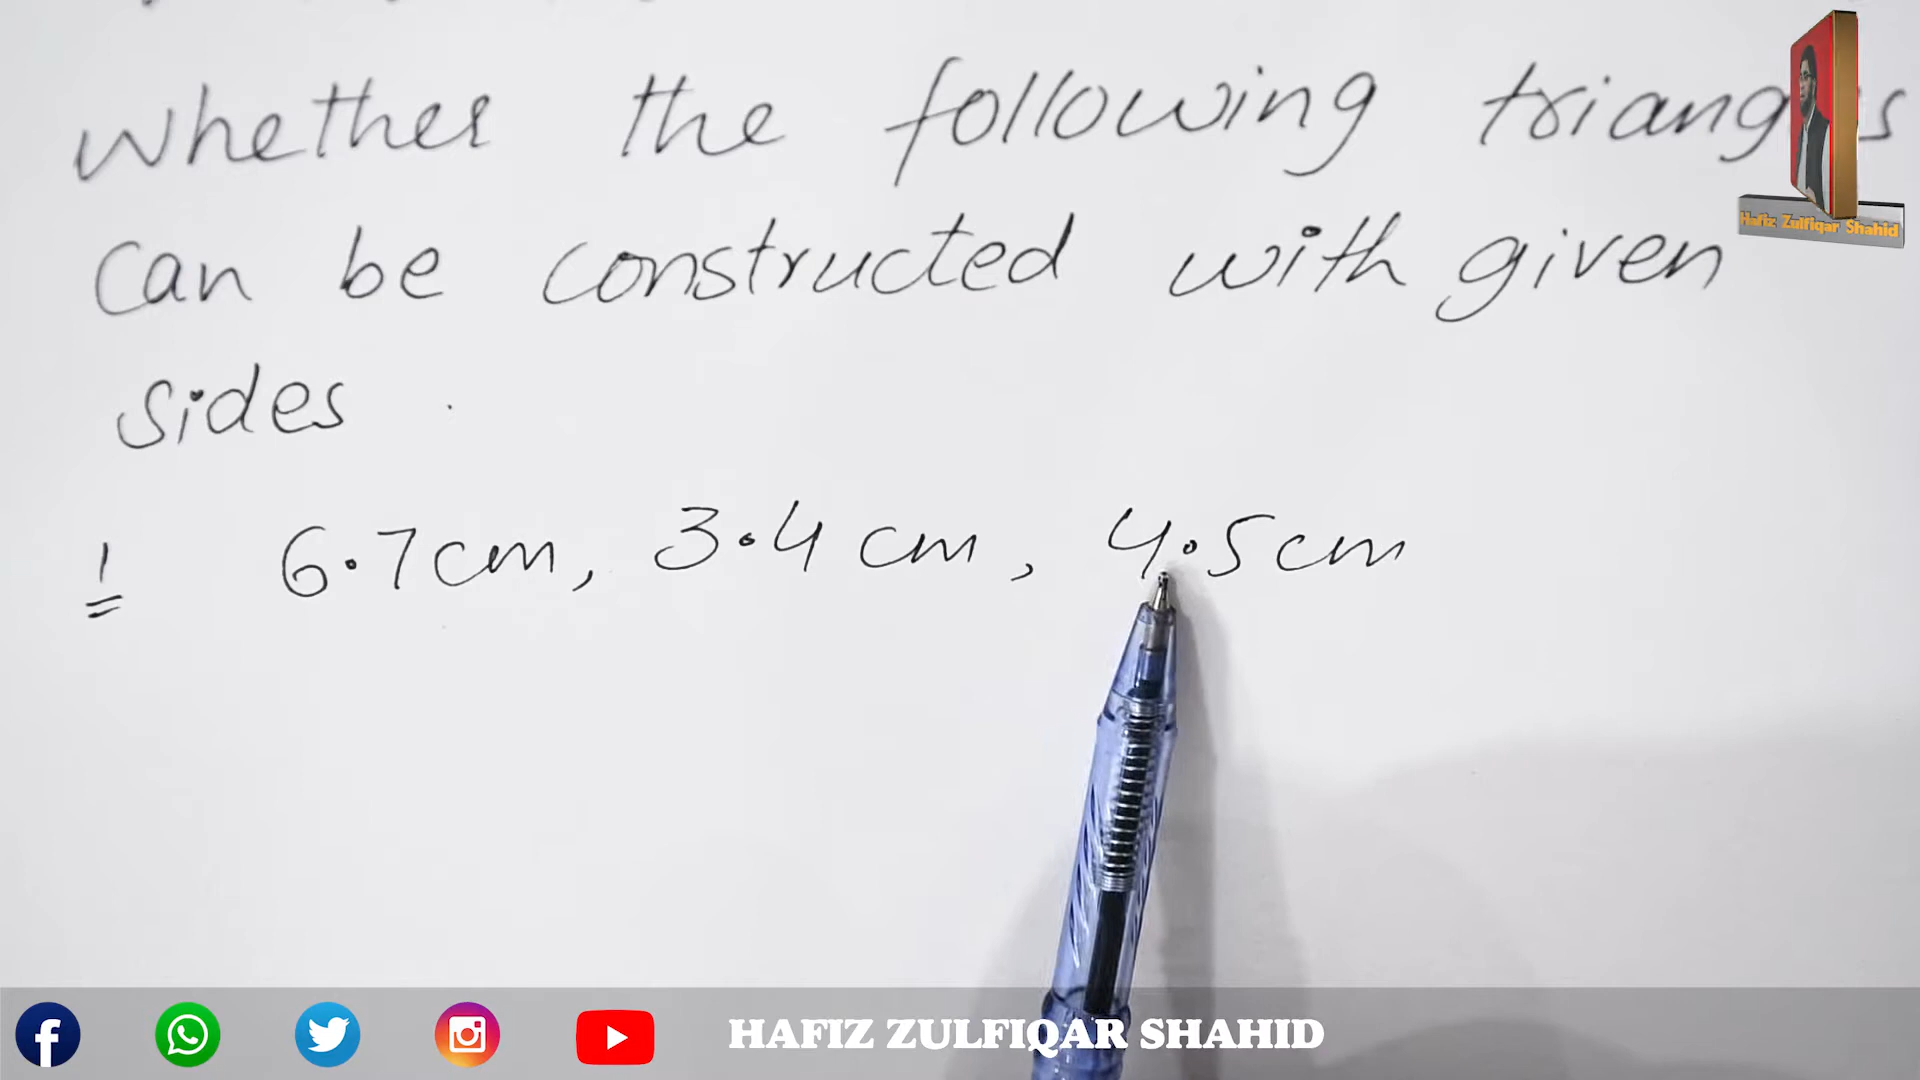 Whether the following triang s
can be constructed with given
sides
1 6.7cm, 3.4 cm, 4.5cm
Hafiz Zulfiqar Shahid
HAFIZ ZULFIQAR SHAHID